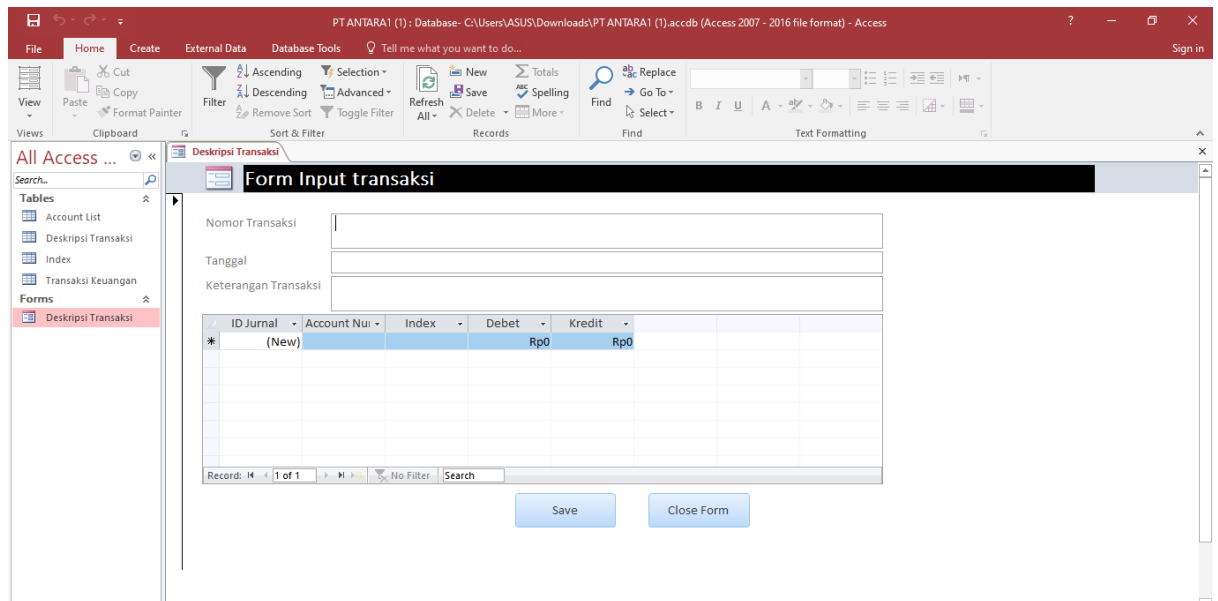 PT ANTARA1 (1) : Database- C:\Users\ASUS\Downloads\PT ANTARA1 (1).accdb (Access 2007 - 2016 file format) - Access
File Home Create External Data Database Tools Tell me what you want to do... Sign in
View
Views
Paste
Cut
Copy
Format Painter
Clipboard
Filter
Ascending
Descending
Remove Sort
Selection
Advanced
Toggle Filter
Sort & Filter
Refresh
All
New
Save
Delete
Totals
Spelling
More
Records
Find
Replace
Go To
Select
Find
B I U A
Text Formatting
All Access ...
Search...
Tables
Account List
Deskripsi Transaksi
Index
Transaksi Keuangan
Forms
Deskripsi Transaksi
Deskripsi Transaksi
Form Input transaksi
Nomor Transaksi
Tanggal
Keterangan Transaksi
ID Jurnal Account Nur Index Debet Kredit
(New) Rp0 Rp0
Record: 1 of 1 No Filter Search
Save Close Form